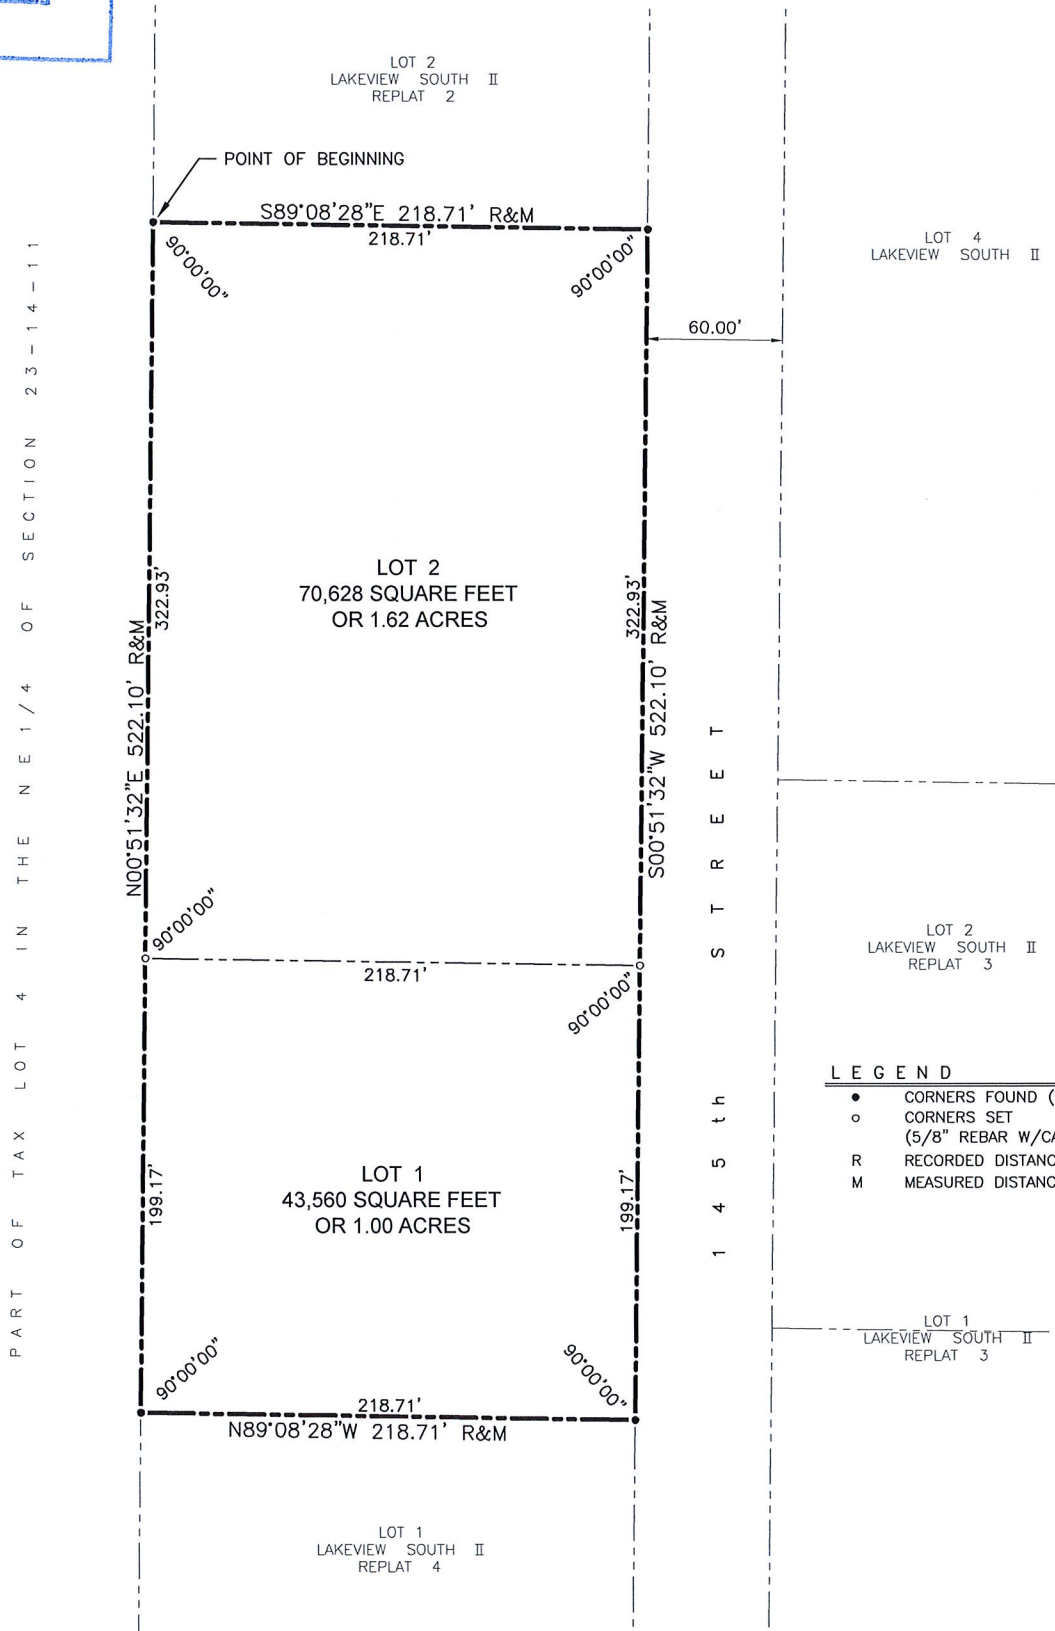 LOT 2
LAKEVIEW SOUTH II
REPLAT 2
POINT OF BEGINNING
S89°08'28"E 218.71' R&M
218.71'
90°00'00"
90°00'00"
LOT 4
LAKEVIEW SOUTH II
60.00'
PART OF TAX LOT 4 IN THE NE 1/4 OF SECTION 23-14-11
LOT 2
70,628 SQUARE FEET
OR 1.62 ACRES
322.93'
N00°51'32"E 522.10' R&M
322.93'
S00°51'32"W 522.10' R&M
145th STREET
90°00'00"
218.71'
90°00'00"
LOT 2
LAKEVIEW SOUTH II
REPLAT 3
LEGEND
CORNERS FOUND (
CORNERS SET
(5/8" REBAR W/CA
R RECORDED DISTANC
M MEASURED DISTANC
LOT 1
43,560 SQUARE FEET
OR 1.00 ACRES
199.17'
199.17'
90°00'00"
90°00'00"
LOT 1
LAKEVIEW SOUTH II
REPLAT 3
218.71'
N89°08'28"W 218.71' R&M
LOT 1
LAKEVIEW SOUTH II
REPLAT 4